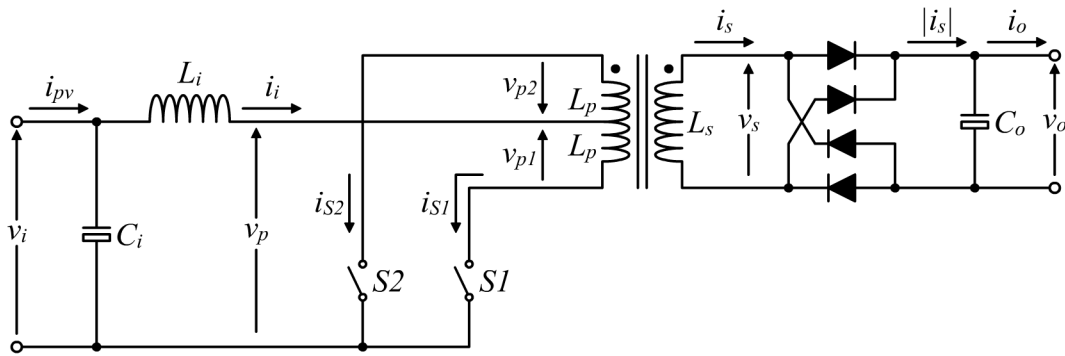 i_s
|i_s|
i_o
i_pv
L_i
i_i
v_p2
L_p
L_p
v_p1
L_s
v_s
C_o
v_o
v_i
C_i
v_p
i_S2
i_S1
S2
S1